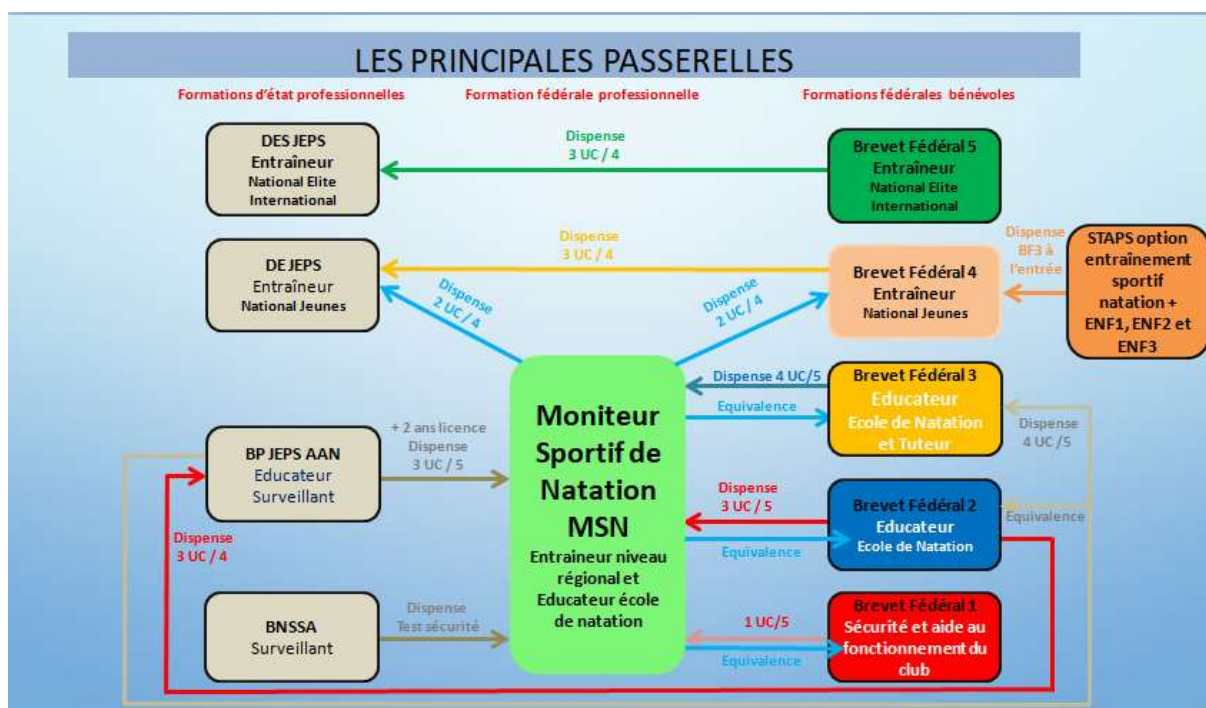 LES PRINCIPALES PASSERELLES
Formations d'état professionnelles
Formation fédérale professionnelle
Formations fédérales bénévoles
DES JEPS
Entraîneur
National Elite
International
Dispense
3 UC / 4
Brevet Fédéral 5
Entraîneur
National Elite
International
DE JEPS
Entraîneur
National Jeunes
Dispense
3 UC / 4
Brevet Fédéral 4
Entraîneur
National Jeunes
Dispense
BF3 à
l'entrée
STAPS option
entraînement
sportif
natation +
ENF1, ENF2 et
ENF3
Dispense
2 UC / 4
Dispense
2 UC / 4
Moniteur
Sportif de
Natation
MSN
Entraineur niveau
régional et
Educateur école
de natation
Dispense 4 UC/5
Equivalence
Brevet Fédéral 3
Educateur
Ecole de Natation
et Tuteur
Dispense
4 UC /5
BP JEPS AAN
Educateur
Surveillant
+ 2 ans licence
Dispense
3 UC / 5
Dispense
3 UC / 5
Equivalence
Brevet Fédéral 2
Educateur
Ecole de Natation
Equivalence
Dispense
3 UC / 4
BNSSA
Surveillant
Dispense
Test sécurité
1 UC/5
Equivalence
Brevet Fédéral 1
Sécurité et aide au
fonctionnement du
club